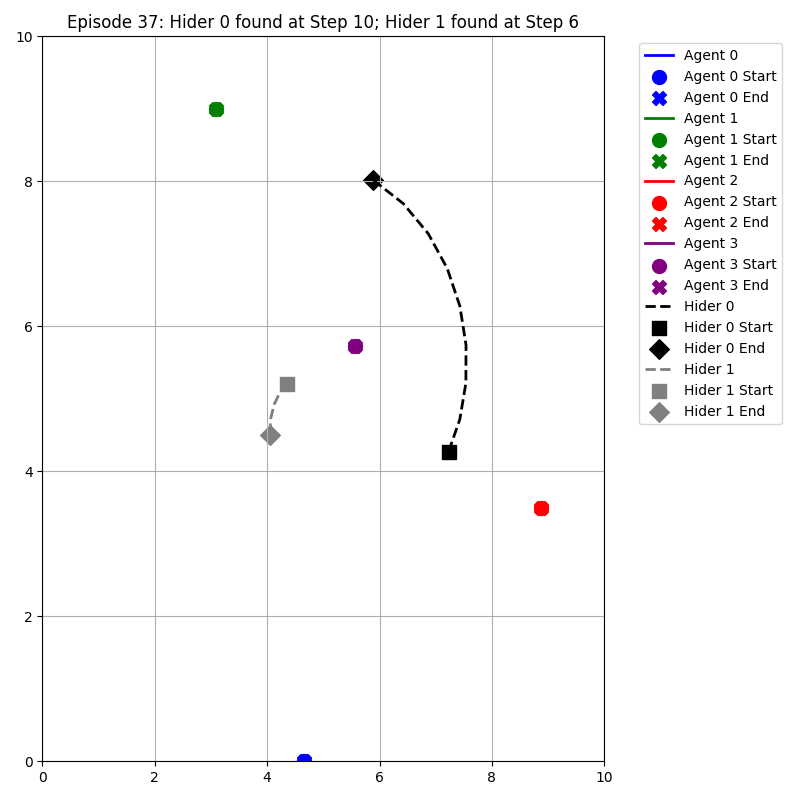 Episode 37: Hider 0 found at Step 10; Hider 1 found at Step 6
10
8
6
4
2
0
0 2 4 6 8 10
Agent 0
Agent 0 Start
Agent 0 End
Agent 1
Agent 1 Start
Agent 1 End
Agent 2
Agent 2 Start
Agent 2 End
Agent 3
Agent 3 Start
Agent 3 End
Hider 0
Hider 0 Start
Hider 0 End
Hider 1
Hider 1 Start
Hider 1 End